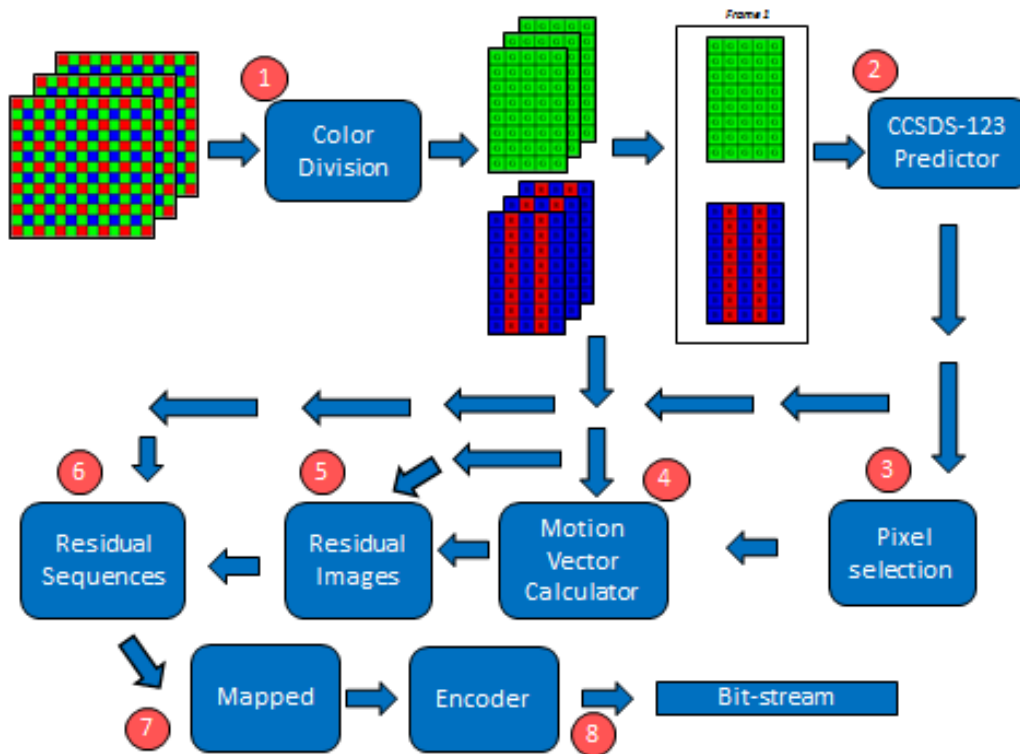 Frame 1
1
Color
Division
2
CCSDS-123
Predictor
6
Residual
Sequences
5
Residual
Images
4
Motion
Vector
Calculator
3
Pixel
selection
7
Mapped
Encoder
8
Bit-stream